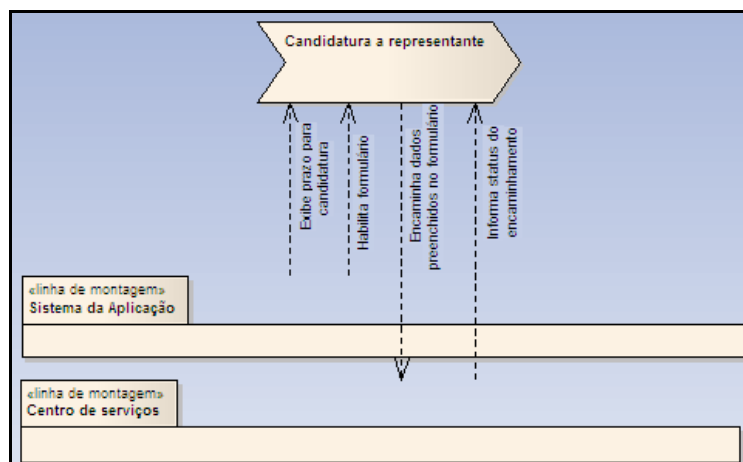 Candidatura a representante
Exibe prazo para
candidatura
Habilita formulário
Encaminha dados
preenchidos no formulário
Informa status do
encaminhamento
«linha de montagem»
Sistema da Aplicação
«linha de montagem»
Centro de serviços